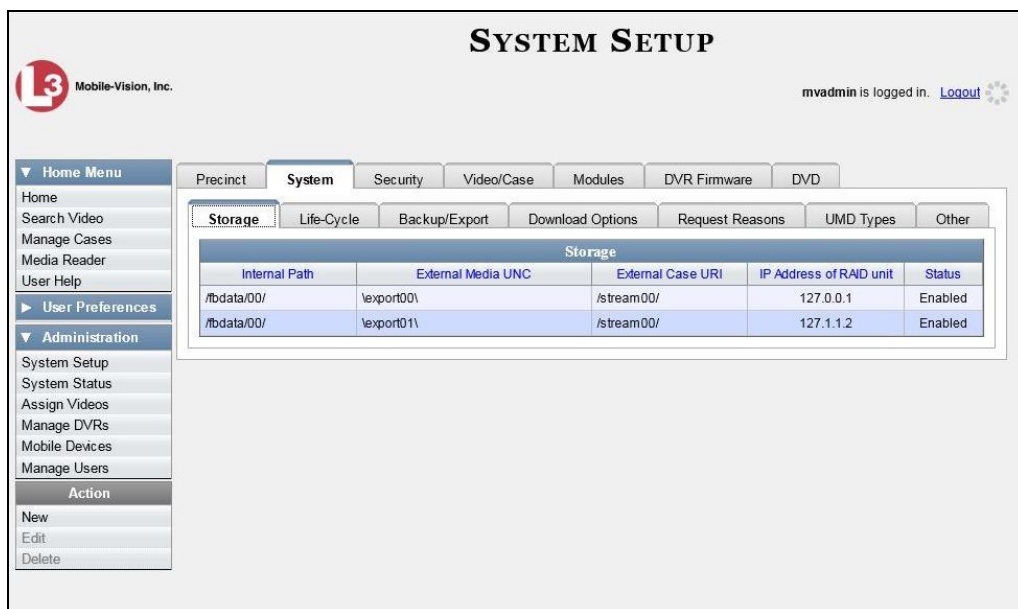 SYSTEM SETUP
L3 Mobile-Vision, Inc.
mvadmin is logged in. Logout
▼ Home Menu
Home
Search Video
Manage Cases
Media Reader
User Help
▶ User Preferences
▼ Administration
System Setup
System Status
Assign Videos
Manage DVRs
Mobile Devices
Manage Users
Action
New
Edit
Delete
Precinct System Security Video/Case Modules DVR Firmware DVD
Storage Life-Cycle Backup/Export Download Options Request Reasons UMD Types Other
Storage
Internal Path External Media UNC External Case URI IP Address of RAID unit Status
/fbdata/00/ \export00\ /stream00/ 127.0.0.1 Enabled
/fbdata/00/ \export01\ /stream00/ 127.1.1.2 Enabled